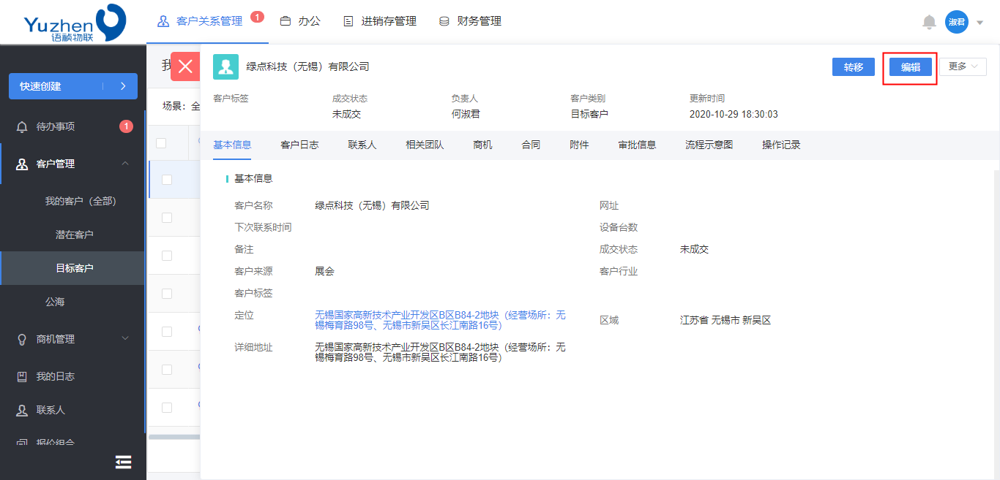 Yuzhen
语祯物联
客户关系管理
1
办公
进销存管理
财务管理
淑君
快速创建
待办事项
1
客户管理
我的客户（全部）
潜在客户
目标客户
公海
商机管理
我的日志
联系人
报价组合
我
场景：全
绿点科技（无锡）有限公司
转移
编辑
更多
客户标签
成交状态
负责人
客户类别
更新时间
未成交
何淑君
目标客户
2020-10-29 18:30:03
基本信息
客户日志
联系人
相关团队
商机
合同
附件
审批信息
流程示意图
操作记录
基本信息
客户名称
绿点科技（无锡）有限公司
网址
下次联系时间
设备台数
备注
成交状态
未成交
客户来源
展会
客户行业
客户标签
定位
无锡国家高新技术产业开发区B区B84-2地块（经营场所：无
锡梅育路98号、无锡市新吴区长江南路16号）
区域
江苏省 无锡市 新吴区
详细地址
无锡国家高新技术产业开发区B区B84-2地块（经营场所：无
锡梅育路98号、无锡市新吴区长江南路16号）